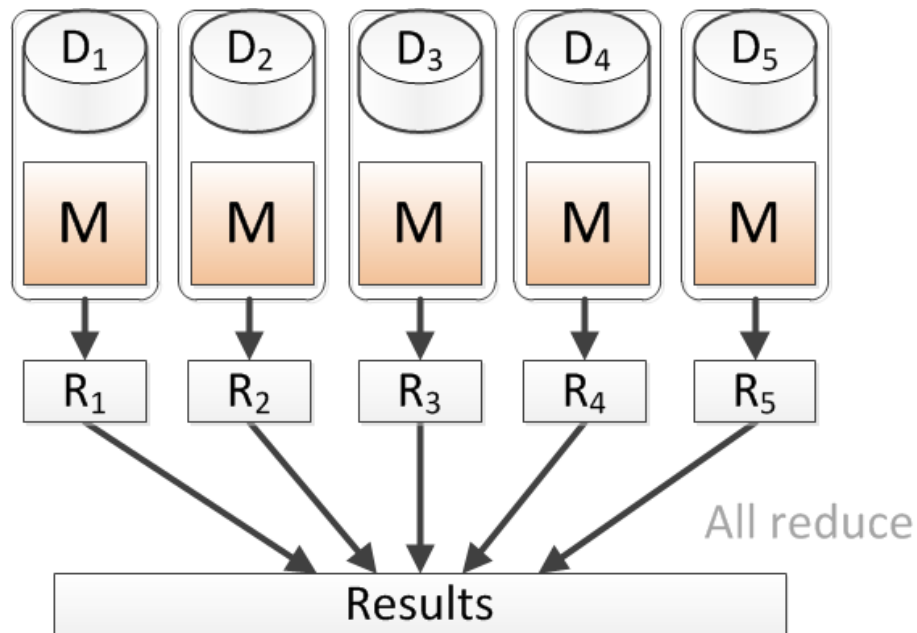 D₁ D₂ D₃ D₄ D₅
M M M M M
R₁ R₂ R₃ R₄ R₅
All reduce
Results